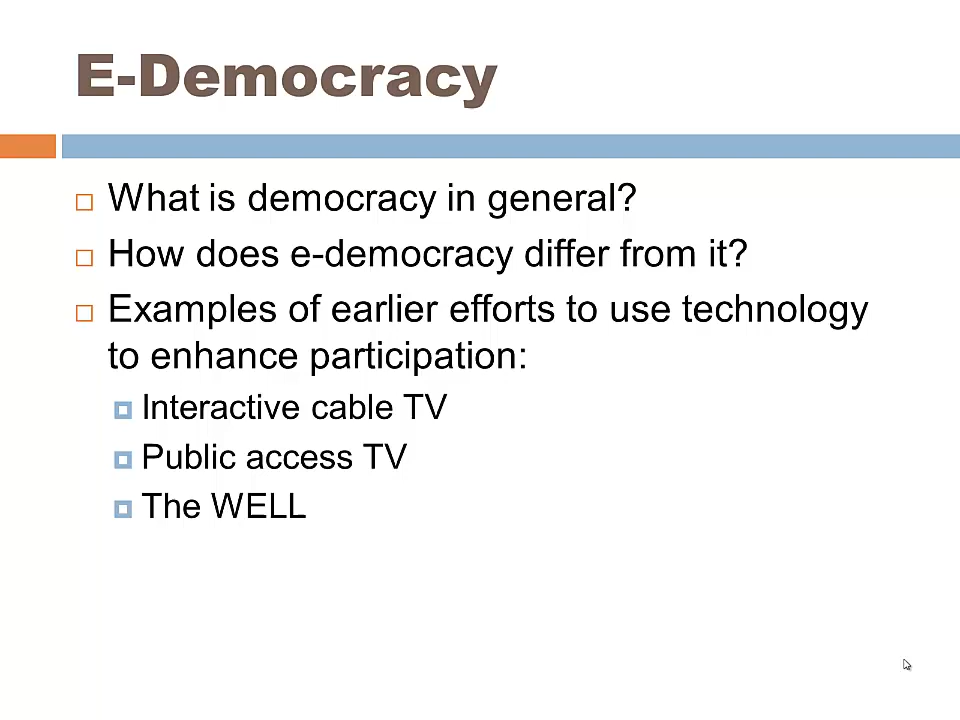 E-Democracy
What is democracy in general?
How does e-democracy differ from it?
Examples of earlier efforts to use technology
to enhance participation:
Interactive cable TV
Public access TV
The WELL